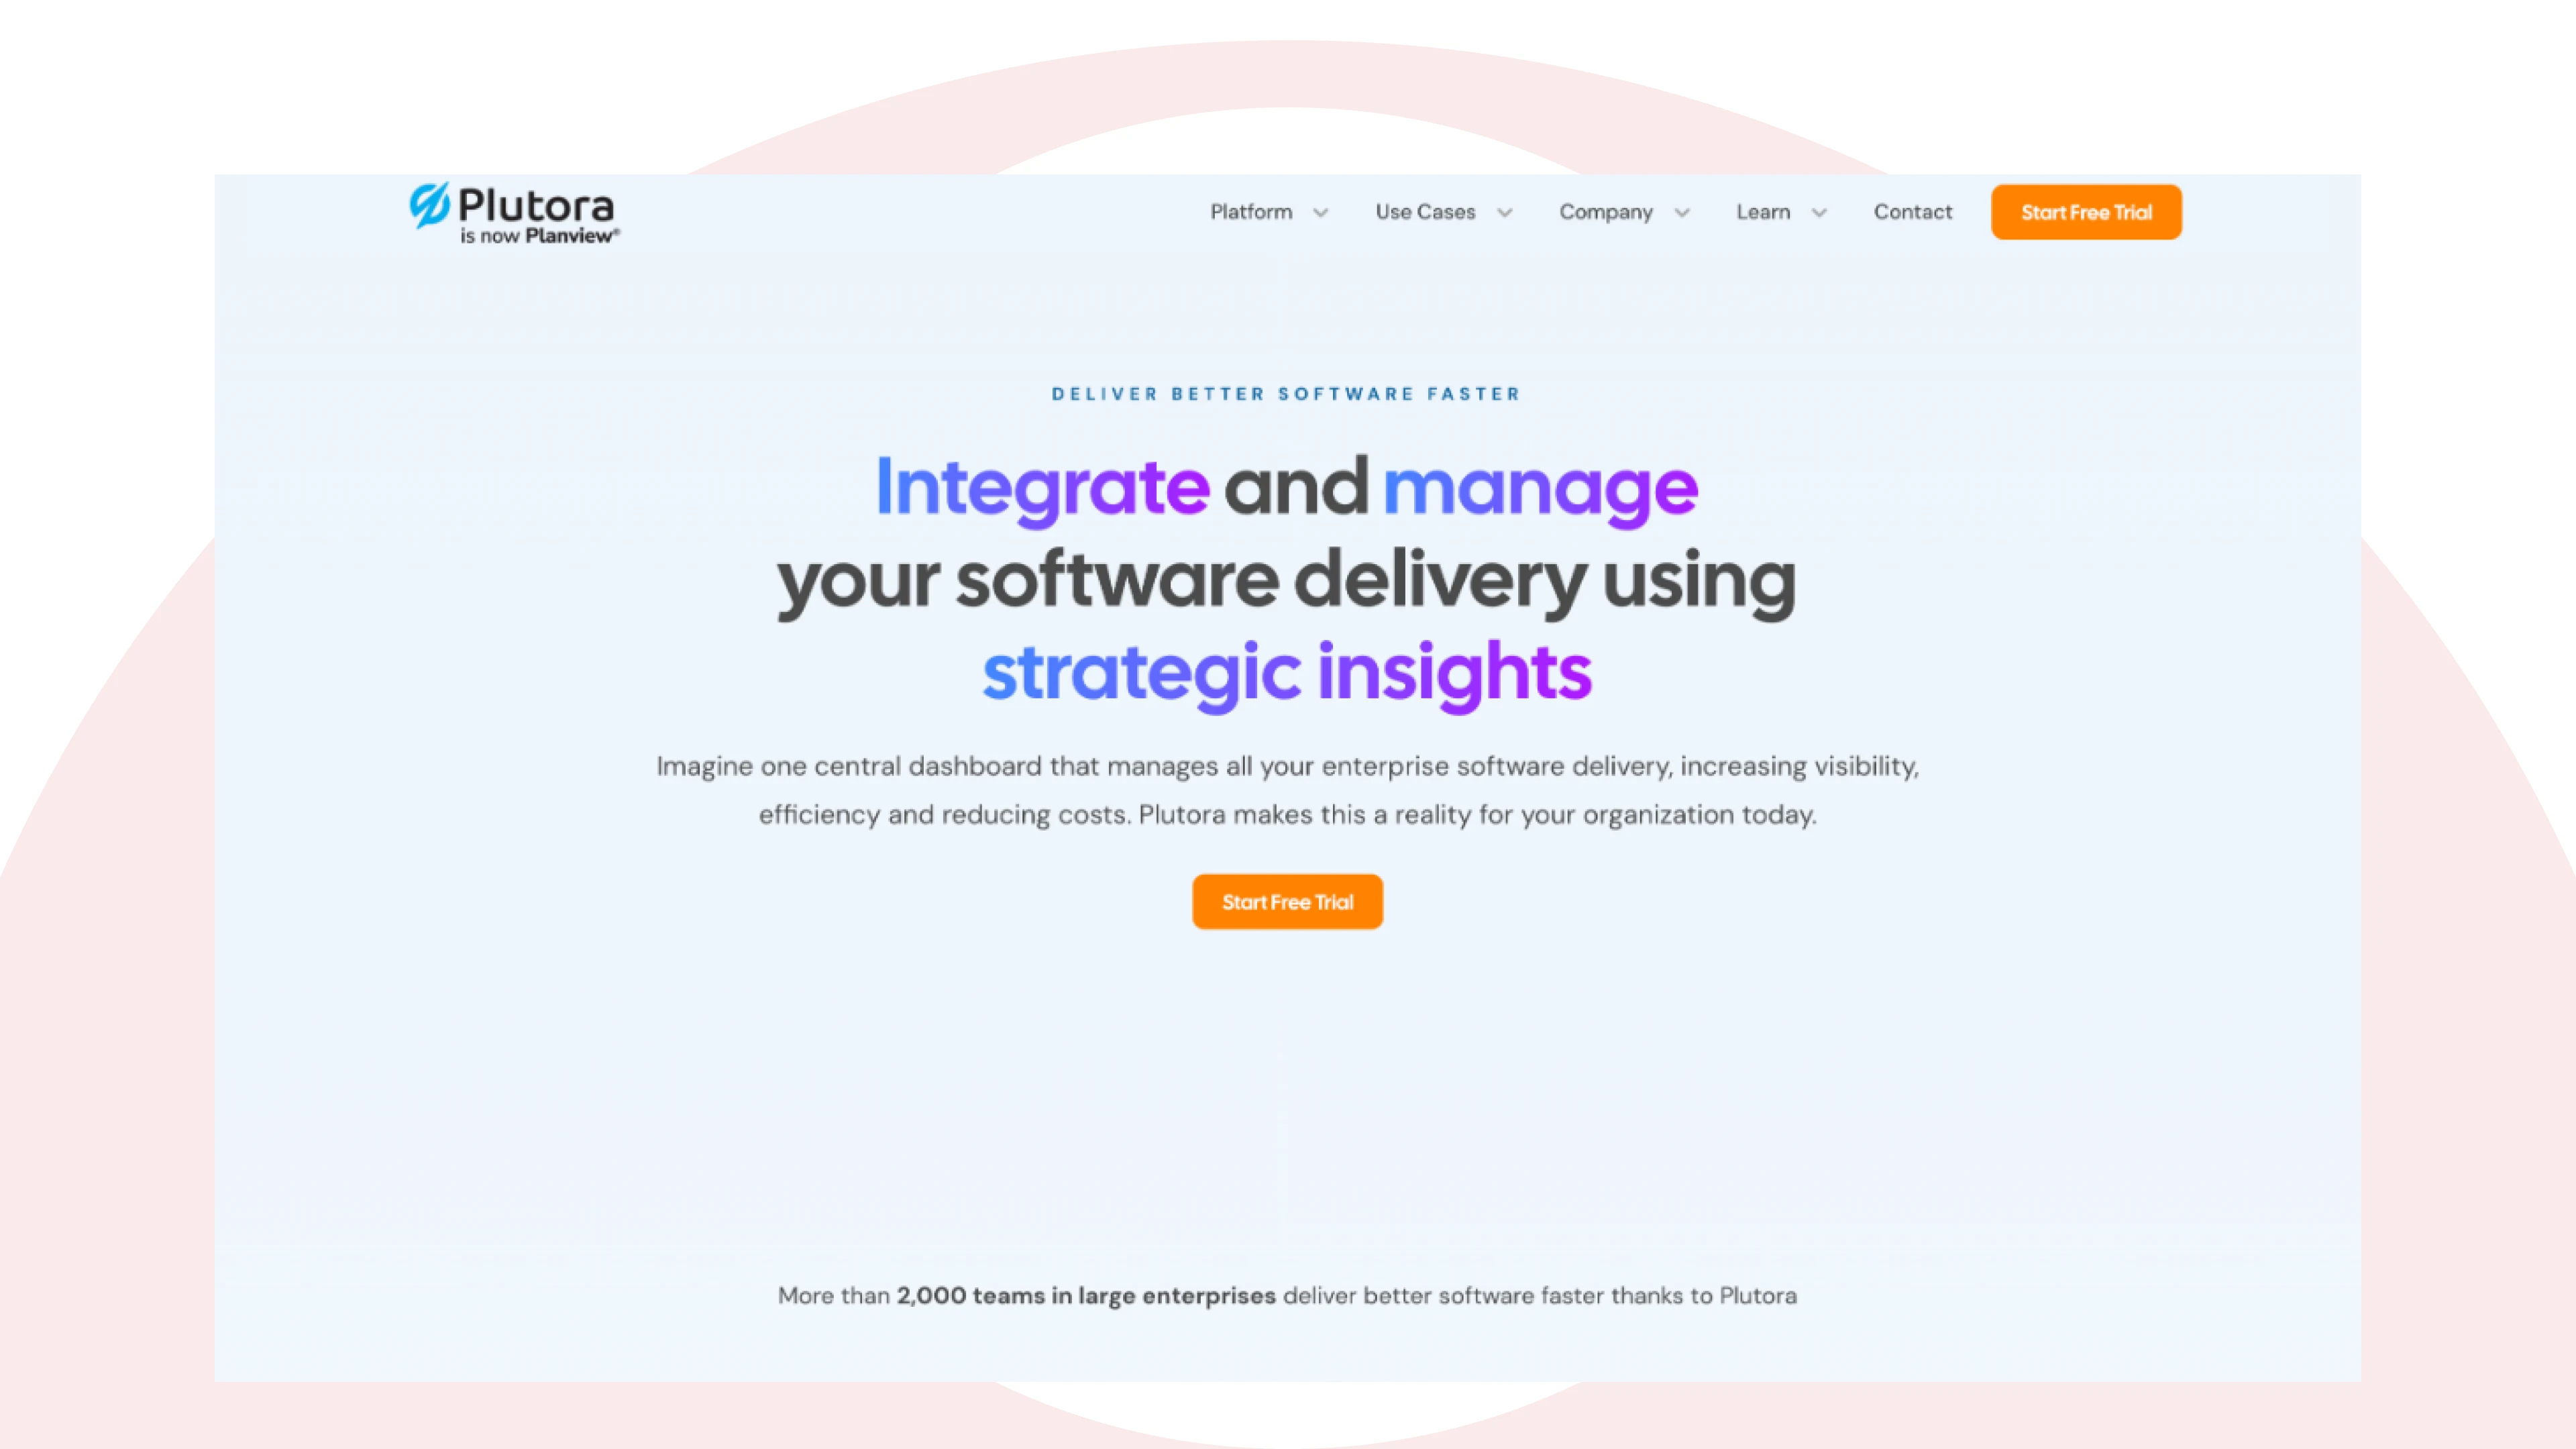 Plutora
is now Planview®
Platform
Use Cases
Company
Learn
Contact
Start Free Trial
DELIVER BETTER SOFTWARE FASTER
Integrate and manage
your software delivery using
strategic insights
Imagine one central dashboard that manages all your enterprise software delivery, increasing visibility,
efficiency and reducing costs. Plutora makes this a reality for your organization today.
Start Free Trial
More than 2,000 teams in large enterprises deliver better software faster thanks to Plutora